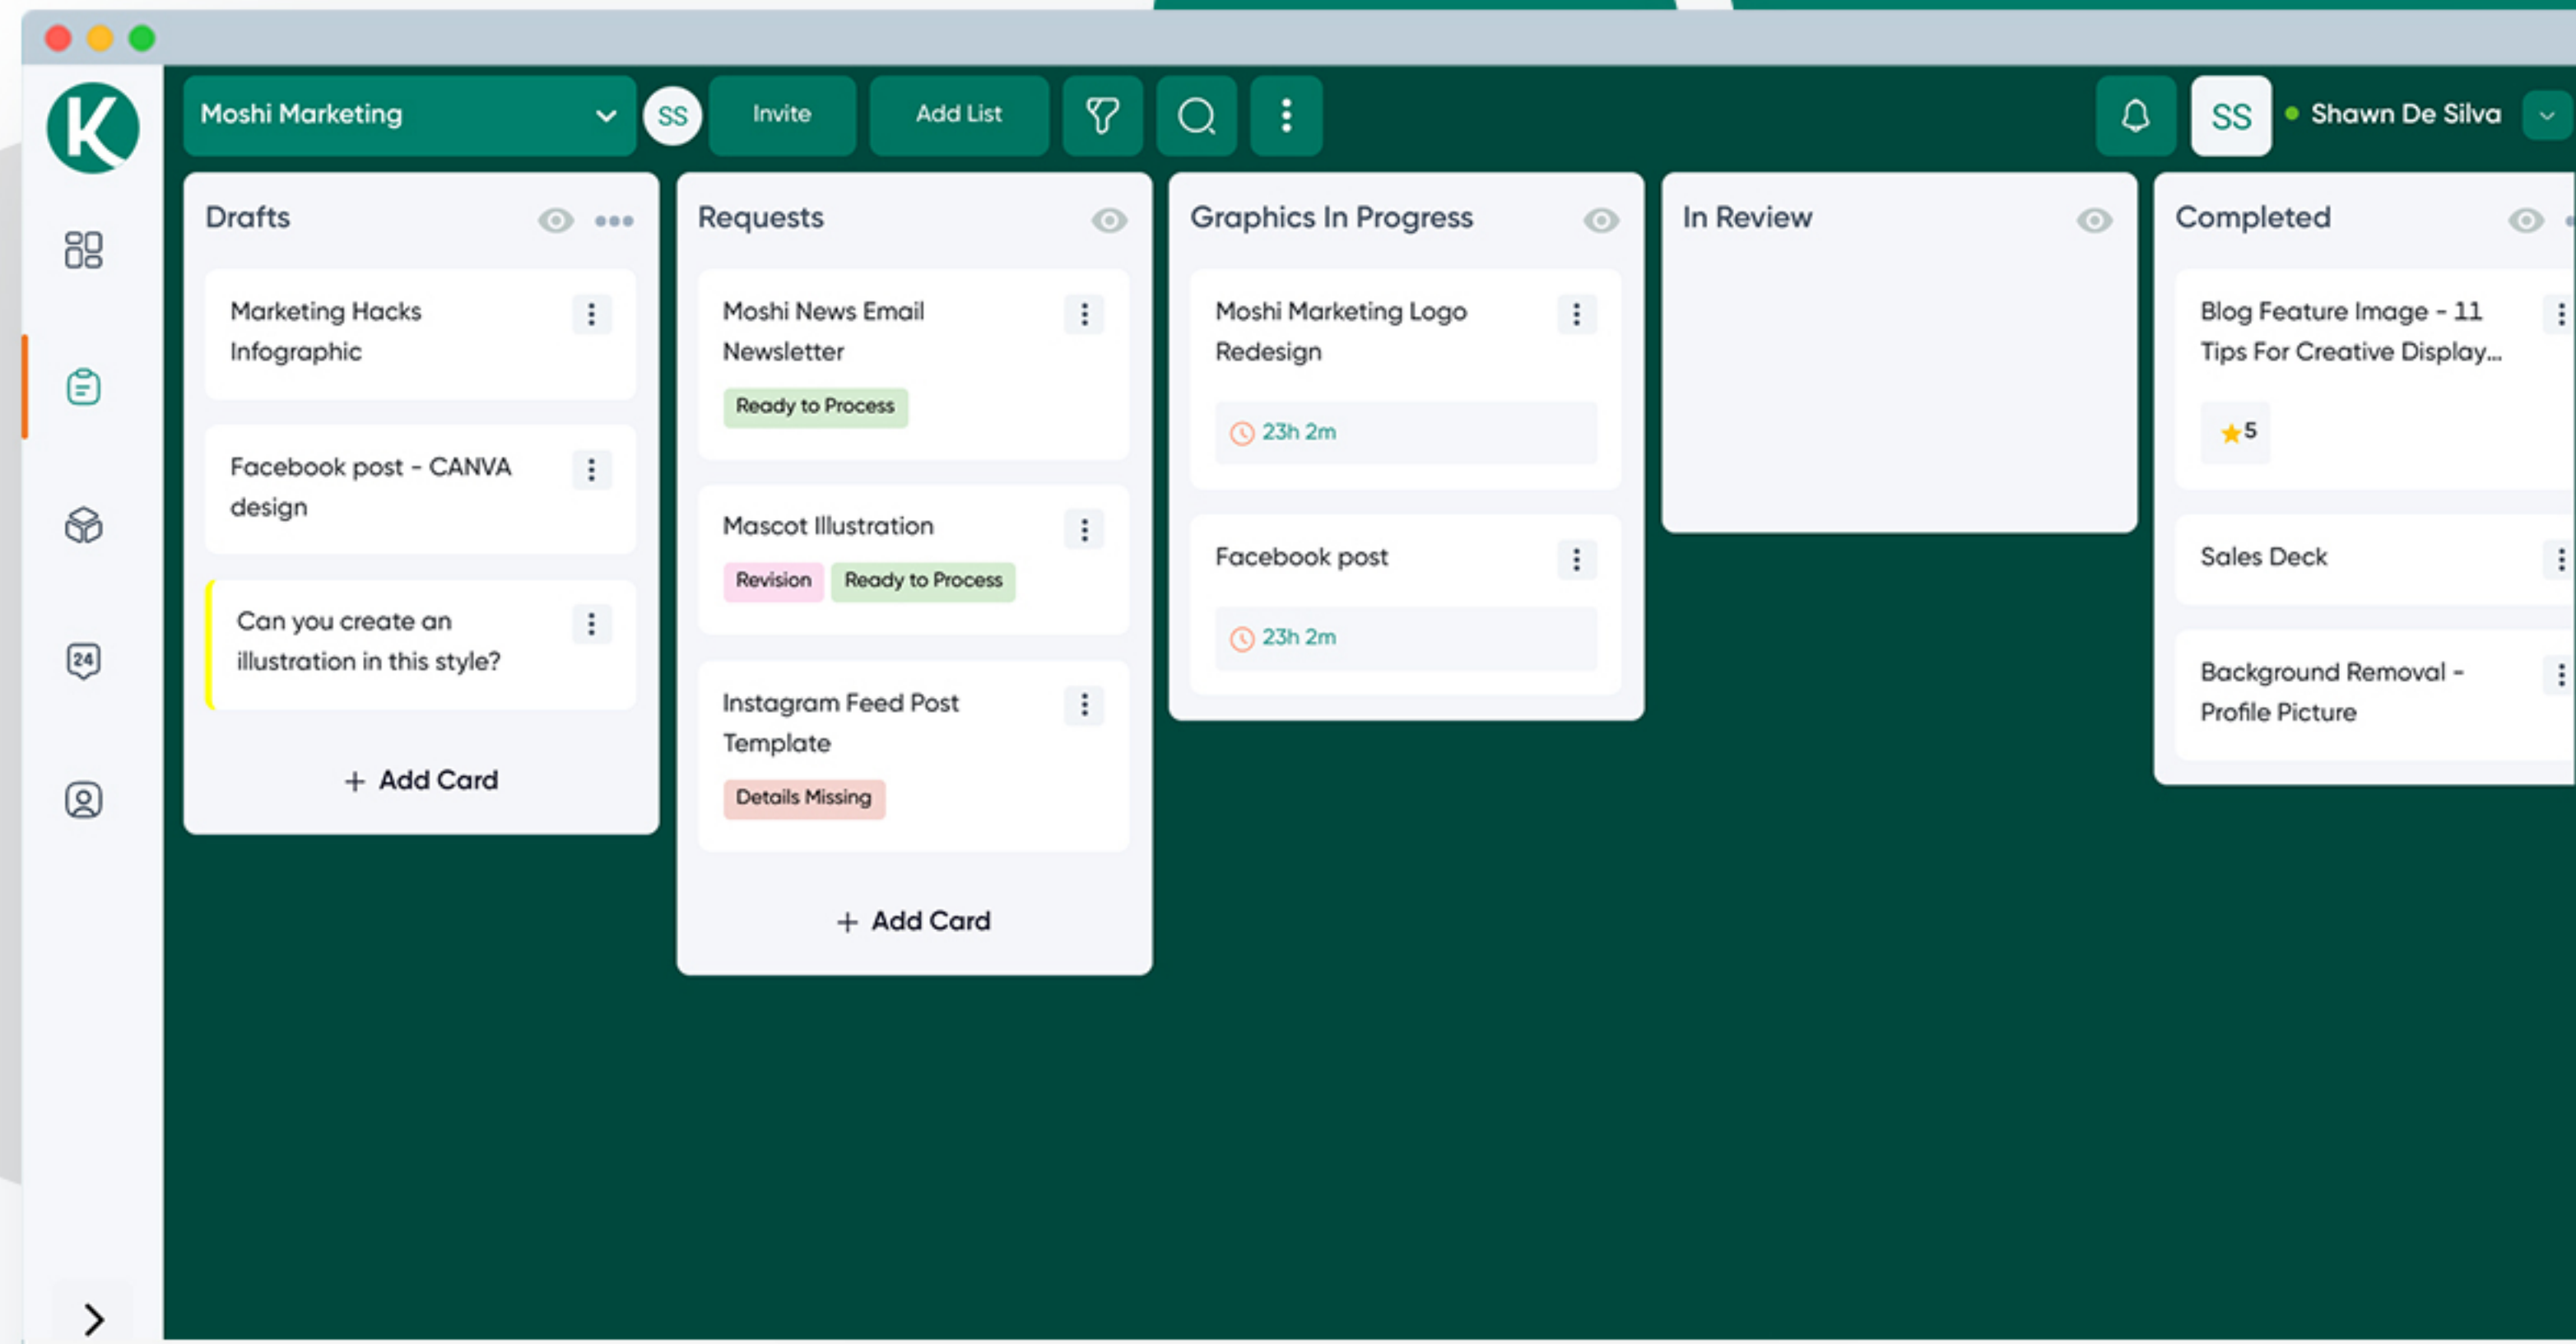 K
Moshi Marketing
SS
Invite
Add List
SS
Shawn De Silva
Drafts
Marketing Hacks
Infographic
Facebook post - CANVA
design
Can you create an
illustration in this style?
+ Add Card
Requests
Moshi News Email
Newsletter
Ready to Process
Mascot Illustration
Revision
Ready to Process
Instagram Feed Post
Template
Details Missing
+ Add Card
Graphics In Progress
Moshi Marketing Logo
Redesign
23h 2m
Facebook post
23h 2m
In Review
Completed
Blog Feature Image - 11
Tips For Creative Display...
5
Sales Deck
Background Removal -
Profile Picture
24